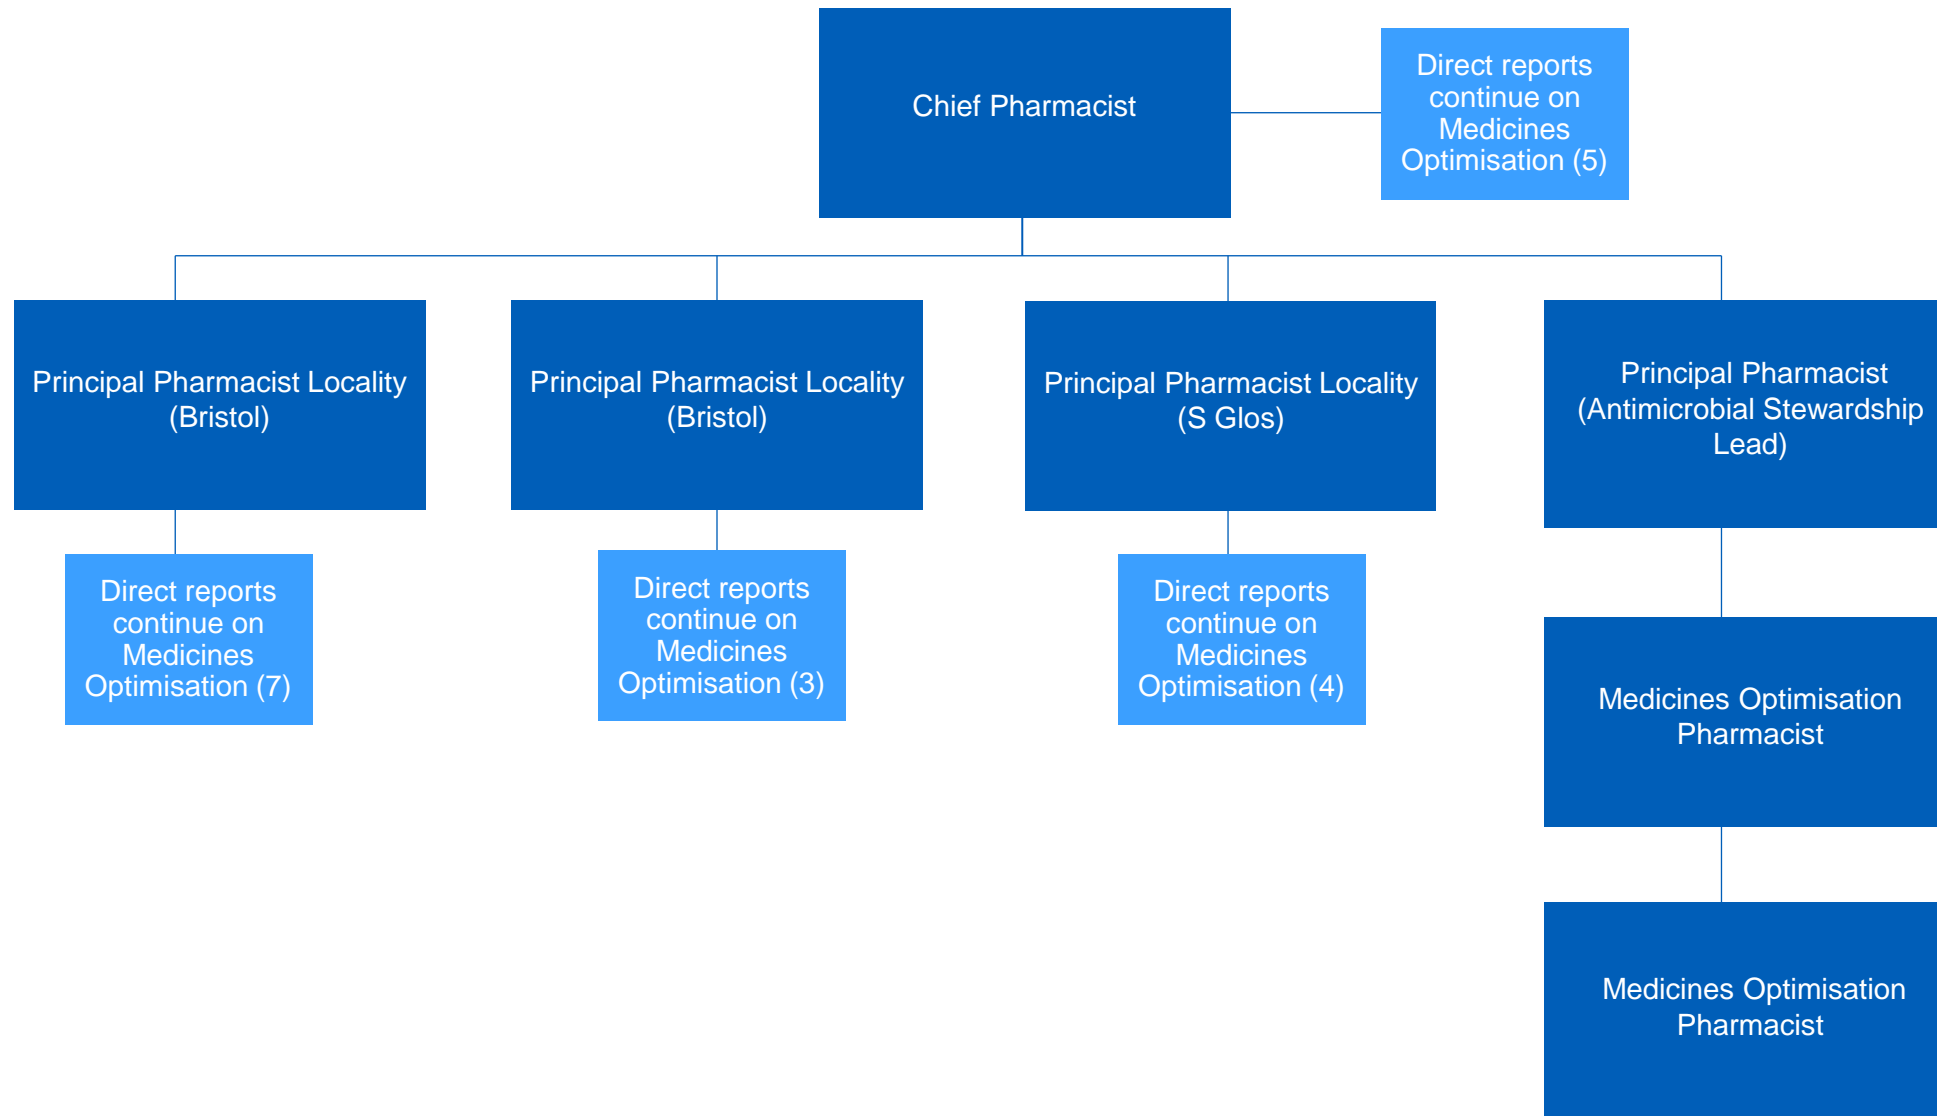 Chief Pharmacist
Direct reports
continue on
Medicines
Optimisation (5)
Principal Pharmacist Locality
(Bristol)
Principal Pharmacist Locality
(Bristol)
Principal Pharmacist Locality
(S Glos)
Principal Pharmacist
(Antimicrobial Stewardship
Lead)
Direct reports
continue on
Medicines
Optimisation (7)
Direct reports
continue on
Medicines
Optimisation (3)
Direct reports
continue on
Medicines
Optimisation (4)
Medicines Optimisation
Pharmacist
Medicines Optimisation
Pharmacist